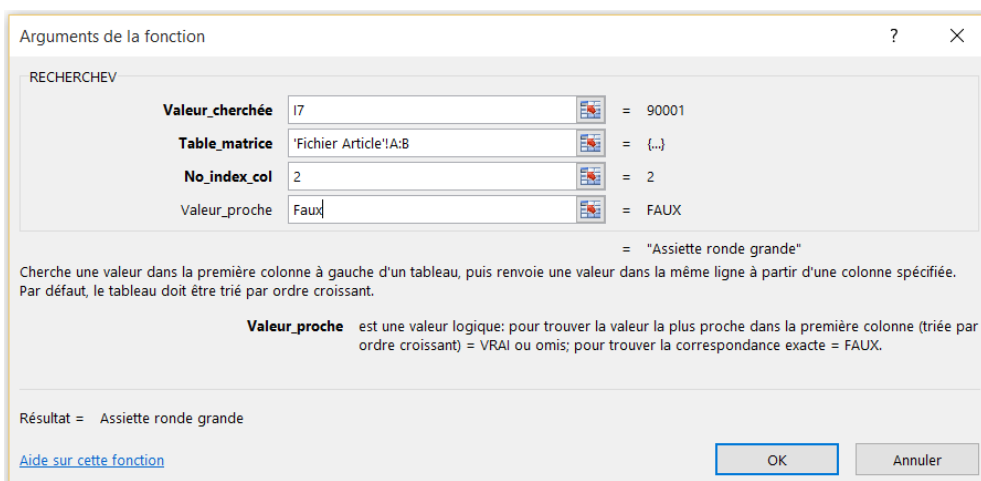 Arguments de la fonction ? ×
RECHERCHEV
Valeur_cherchée I7 = 90001
Table_matrice 'Fichier Article'!A:B = {...}
No_index_col 2 = 2
Valeur_proche Faux = FAUX
= "Assiette ronde grande"
Cherche une valeur dans la première colonne à gauche d'un tableau, puis renvoie une valeur dans la même ligne à partir d'une colonne spécifiée.
Par défaut, le tableau doit être trié par ordre croissant.
Valeur_proche est une valeur logique: pour trouver la valeur la plus proche dans la première colonne (triée par
ordre croissant) = VRAI ou omis; pour trouver la correspondance exacte = FAUX.
Résultat = Assiette ronde grande
Aide sur cette fonction OK Annuler